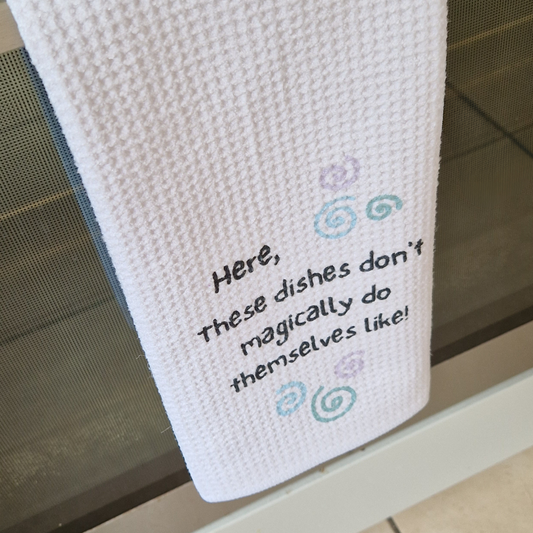 Here,
these dishes don't
magically do
themselves like!